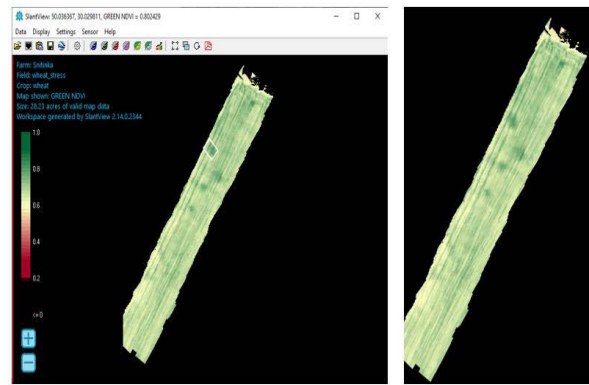 SlantView: 50.036367, 30.029811, GREEN NDVI = 0.802429
Data Display Settings Sensor Help
Farm: Snitinka
Field: wheat_stress
Crop: wheat
Map shown: GREEN NDVI
Size: 28.23 acres of valid map data
Workspace generated by SlantView 2.14.0.2344
1.0
0.8
0.6
0.4
0.2
<=0